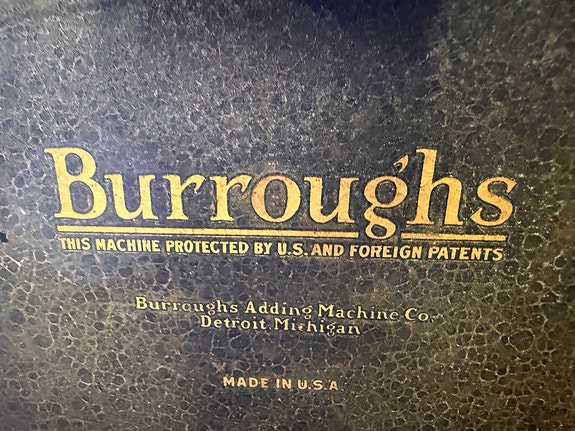 Burroughs
THIS MACHINE PROTECTED BY U.S. AND FOREIGN PATENTS
Burroughs Adding Machine Co.
Detroit, Michigan
MADE IN U.S.A.